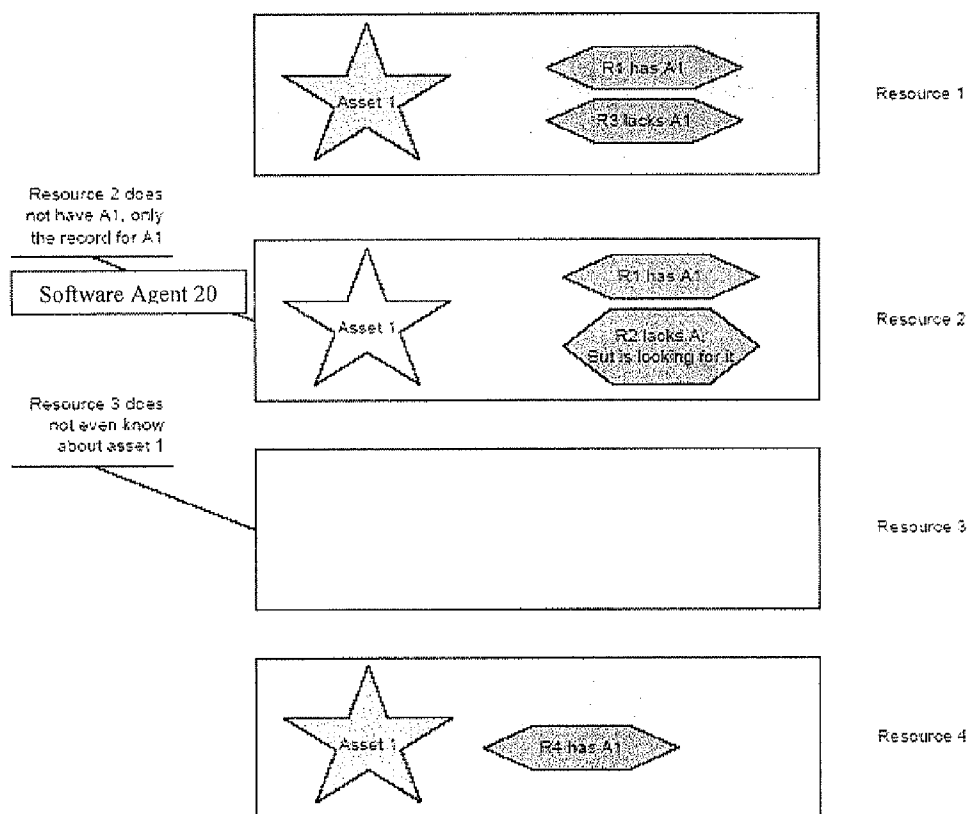 Asset 1
R1 has A1
R3 lacks A1
Resource 1
Resource 2 does
not have A1, only
the record for A1
Software Agent 20
Asset 1
R1 has A1
R2 lacks A,
But is looking for it
Resource 2
Resource 3 does
not even know
about asset 1
Resource 3
Asset 1
R4 has A1
Resource 4